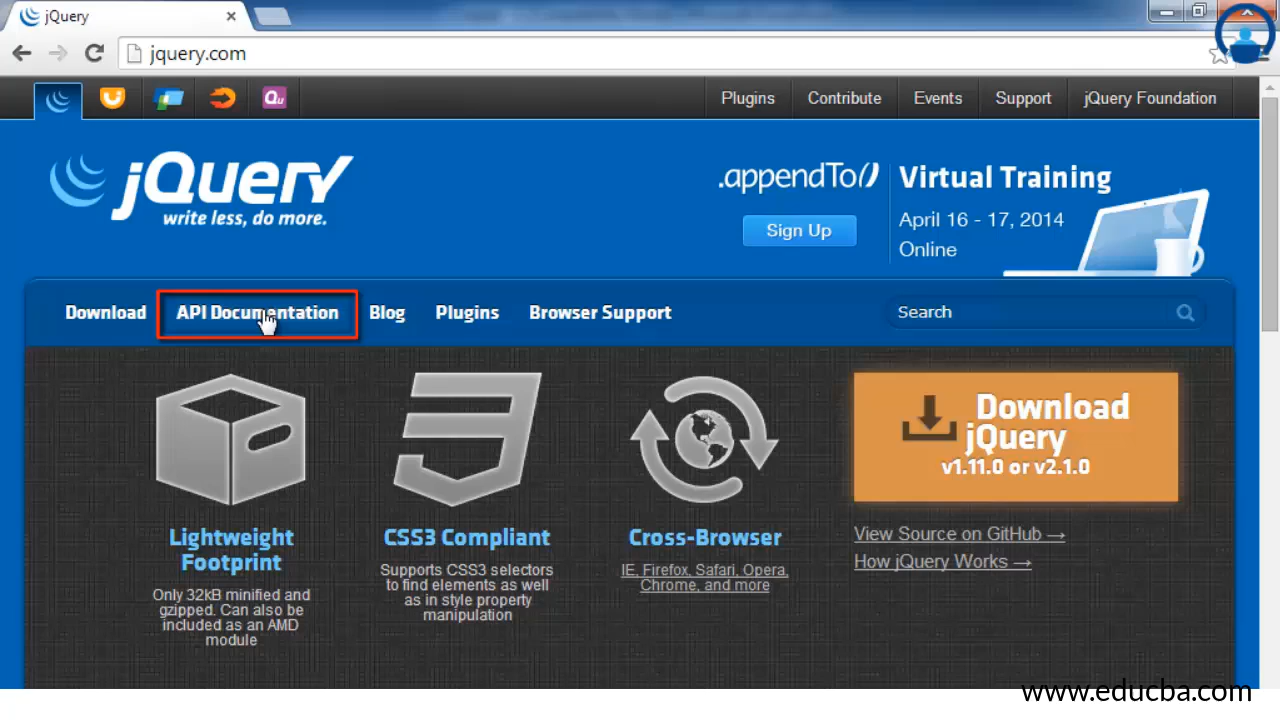 jQuery
jquery.com
Qu
Plugins
Contribute
Events
Support
jQuery Foundation
jQuery
write less, do more.
.appendTo()
Sign Up
Virtual Training
April 16 - 17, 2014
Online
Download
API Documentation
Blog
Plugins
Browser Support
Search
Lightweight
Footprint
Only 32kB minified and
gzipped. Can also be
included as an AMD
module
CSS3 Compliant
Supports CSS3 selectors
to find elements as well
as in style property
manipulation
Cross-Browser
IE, Firefox, Safari, Opera,
Chrome, and more
Download
jQuery
v1.11.0 or v2.1.0
View Source on GitHub →
How jQuery Works →
www.educba.com